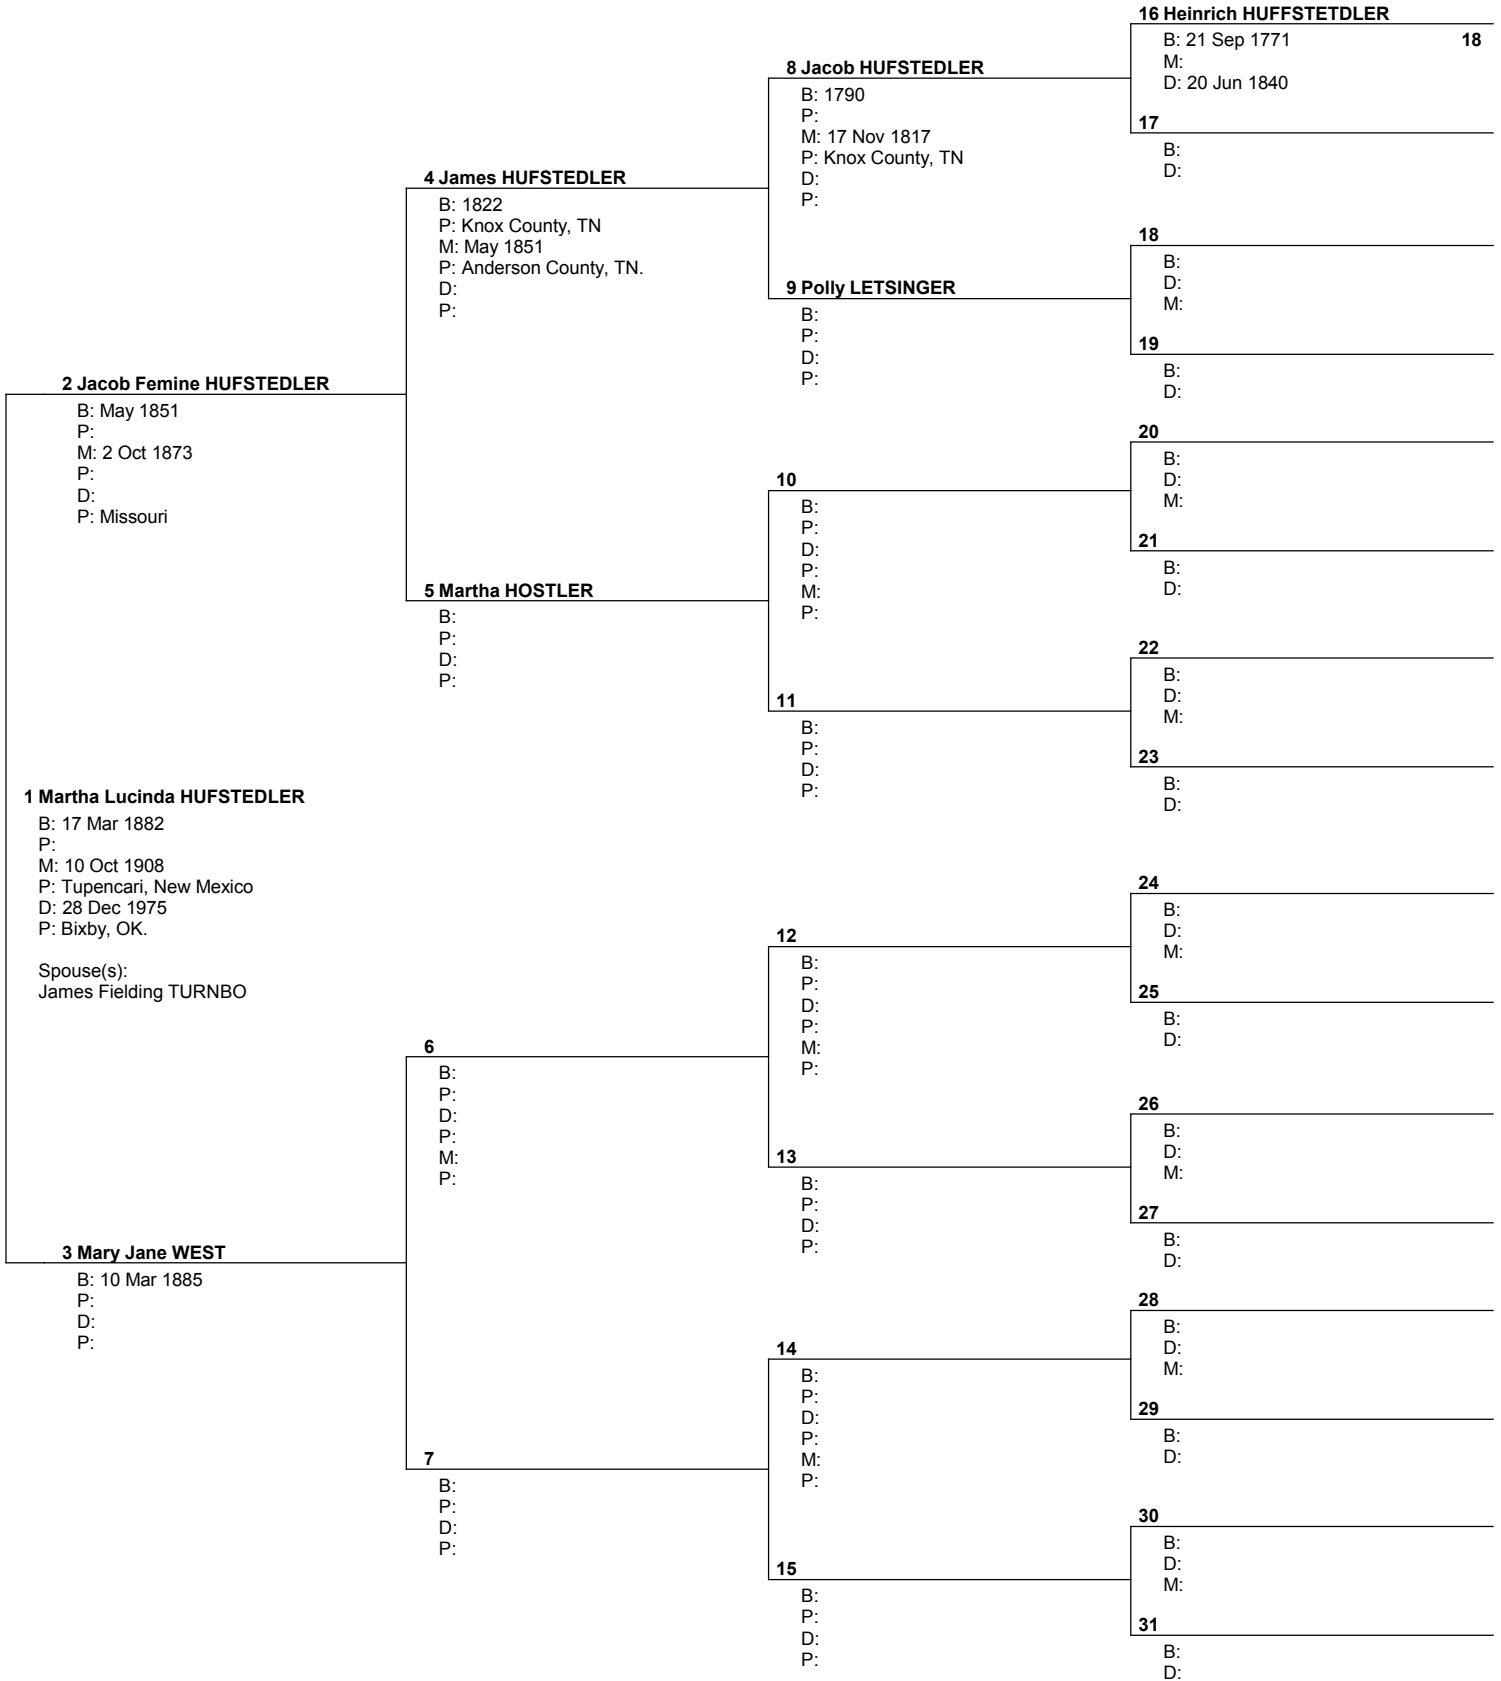 16 Heinrich HUFFSTETDLER
B: 21 Sep 1771 18
M:
D: 20 Jun 1840
8 Jacob HUFSTEDLER
B: 1790
P:
M: 17 Nov 1817
P: Knox County, TN
D:
P:
17
B:
D:
4 James HUFSTEDLER
B: 1822
P: Knox County, TN
M: May 1851
P: Anderson County, TN.
D:
P:
18
B:
D:
M:
9 Polly LETSINGER
B:
P:
D:
P:
19
B:
D:
2 Jacob Femine HUFSTEDLER
B: May 1851
P:
M: 2 Oct 1873
P:
D:
P: Missouri
20
B:
D:
M:
10
B:
P:
D:
P:
M:
P:
21
B:
D:
5 Martha HOSTLER
B:
P:
D:
P:
22
B:
D:
M:
11
B:
P:
D:
P:
23
B:
D:
1 Martha Lucinda HUFSTEDLER
B: 17 Mar 1882
P:
M: 10 Oct 1908
P: Tupencari, New Mexico
D: 28 Dec 1975
P: Bixby, OK.
Spouse(s):
James Fielding TURNBO
24
B:
D:
M:
12
B:
P:
D:
P:
M:
P:
25
B:
D:
6
B:
P:
D:
P:
M:
P:
26
B:
D:
M:
13
B:
P:
D:
P:
27
B:
D:
3 Mary Jane WEST
B: 10 Mar 1885
P:
D:
P:
28
B:
D:
M:
14
B:
P:
D:
P:
M:
P:
29
B:
D:
7
B:
P:
D:
P:
30
B:
D:
M:
15
B:
P:
D:
P:
31
B:
D: